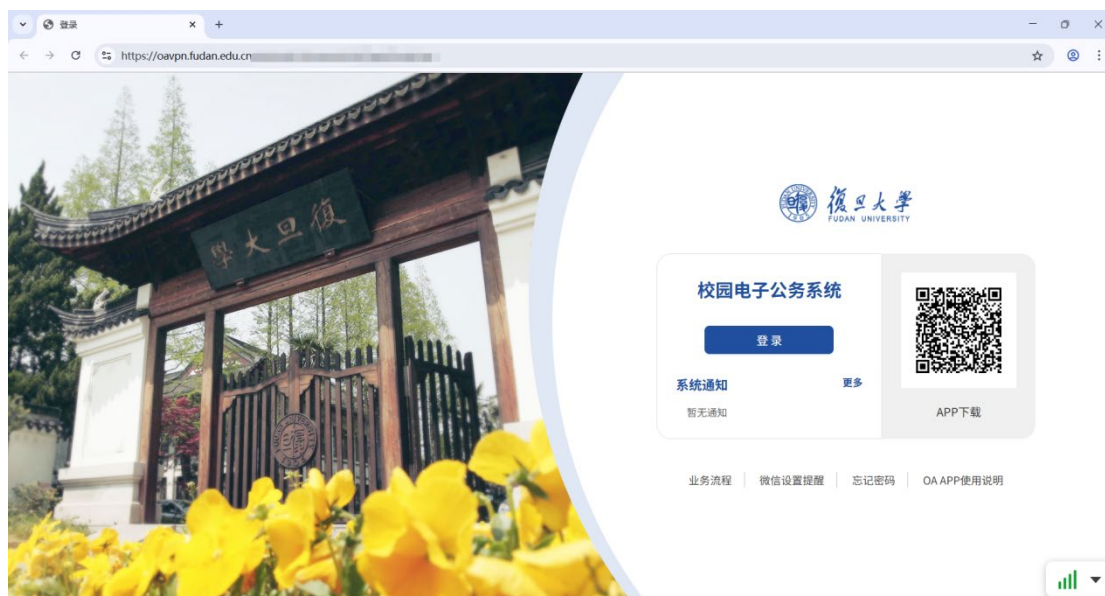 登录
https://oavpn.fudan.edu.cn
學大旦復
復旦大學
FUDAN UNIVERSITY
校园电子公务系统
登录
系统通知
更多
暂无通知
APP下载
业务流程
微信设置提醒
忘记密码
OA APP使用说明